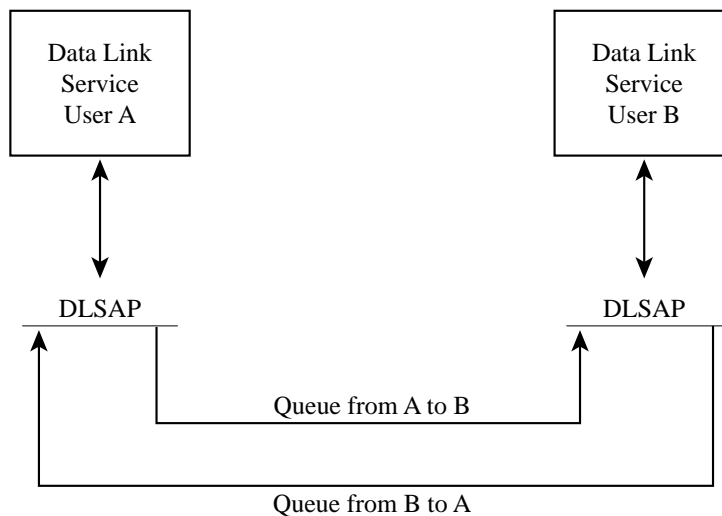 Data Link
Service
User A
Data Link
Service
User B
DLSAP
DLSAP
Queue from A to B
Queue from B to A